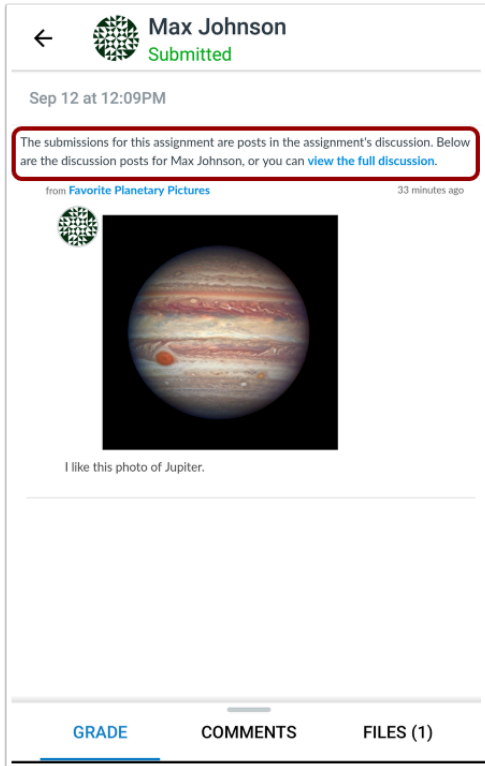 Max Johnson
Submitted
Sep 12 at 12:09PM
The submissions for this assignment are posts in the assignment's discussion. Below
are the discussion posts for Max Johnson, or you can view the full discussion.
from Favorite Planetary Pictures 33 minutes ago
I like this photo of Jupiter.
GRADE COMMENTS FILES (1)